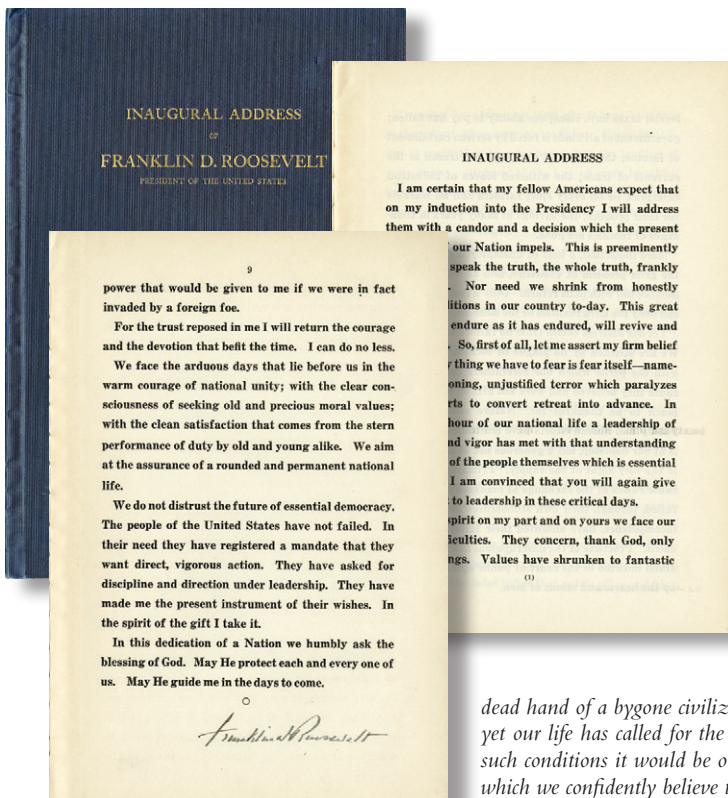 INAUGURAL ADDRESS
OF
FRANKLIN D. ROOSEVELT
PRESIDENT OF THE UNITED STATES
INAUGURAL ADDRESS
I am certain that my fellow Americans expect that
on my induction into the Presidency I will address
them with a candor and a decision which the present
our Nation impels. This is preeminently
speak the truth, the whole truth, frankly
. Nor need we shrink from honestly
itions in our country to-day. This great
endure as it has endured, will revive and
. So, first of all, let me assert my firm belief
thing we have to fear is fear itself—name-
oning, unjustified terror which paralyzes
rts to convert retreat into advance. In
hour of our national life a leadership of
nd vigor has met with that understanding
of the people themselves which is essential
I am convinced that you will again give
to leadership in these critical days.
spirit on my part and on yours we face our
iculties. They concern, thank God, only
ngs. Values have shrunken to fantastic
(1)
9
power that would be given to me if we were in fact
invaded by a foreign foe.
For the trust reposed in me I will return the courage
and the devotion that befit the time. I can do no less.
We face the arduous days that lie before us in the
warm courage of national unity; with the clear con-
sciousness of seeking old and precious moral values;
with the clean satisfaction that comes from the stern
performance of duty by old and young alike. We aim
at the assurance of a rounded and permanent national
life.
We do not distrust the future of essential democracy.
The people of the United States have not failed. In
their need they have registered a mandate that they
want direct, vigorous action. They have asked for
discipline and direction under leadership. They have
made me the present instrument of their wishes. In
the spirit of the gift I take it.
In this dedication of a Nation we humbly ask the
blessing of God. May He protect each and every one of
us. May He guide me in the days to come.
Franklin D Roosevelt
dead hand of a bygone civiliz
yet our life has called for the
such conditions it would be o
which we confidently believe